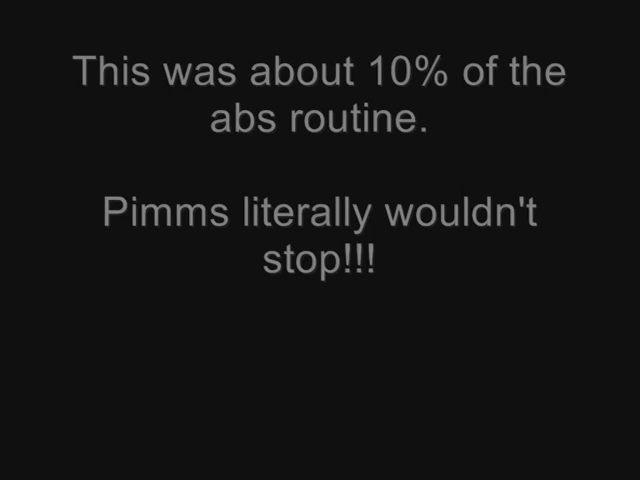 This was about 10% of the
abs routine.
Pimms literally wouldn't
stop!!!